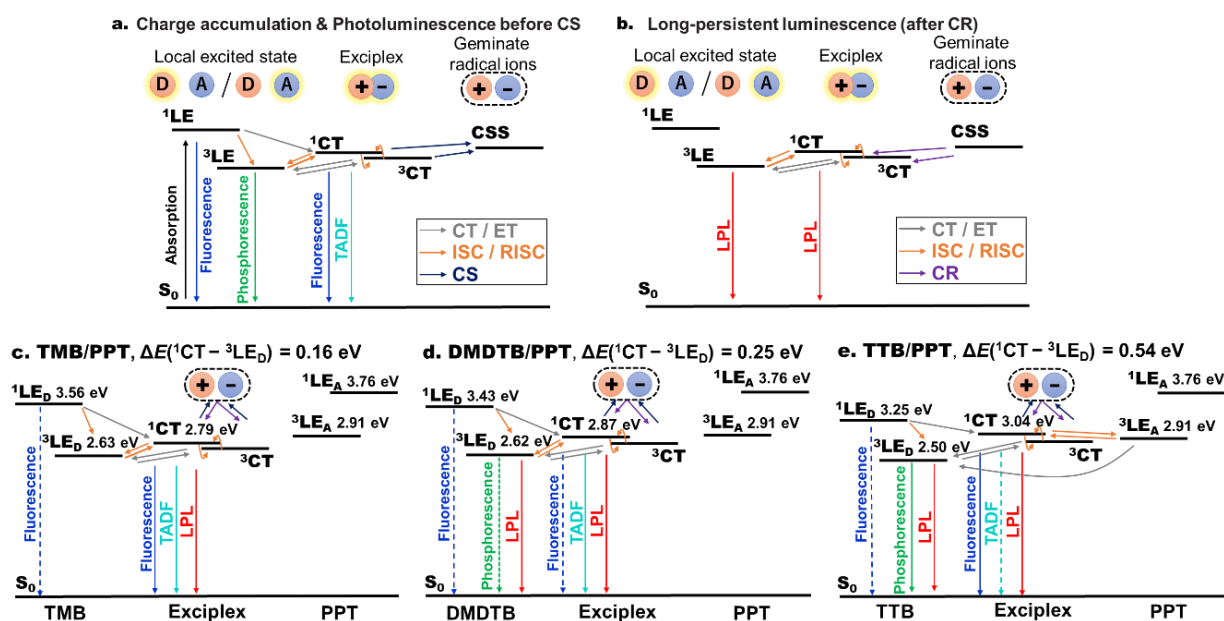 a. Charge accumulation & Photoluminescence before CS
Local excited state
Exciplex
Geminate
radical ions
D A / D A
+ −
+ −
¹LE
³LE
¹CT
³CT
CSS
Absorption
Fluorescence
Phosphorescence
Fluorescence
TADF
CT / ET
ISC / RISC
CS
S₀
b. Long-persistent luminescence (after CR)
Local excited state
Exciplex
Geminate
radical ions
D A / D A
+ −
+ −
¹LE
³LE
¹CT
³CT
CSS
LPL
LPL
CT / ET
ISC / RISC
CR
S₀
c. TMB/PPT, ΔE(¹CT − ³LE_D) = 0.16 eV
+ −
¹LE_D 3.56 eV
³LE_D 2.63 eV
¹CT 2.79 eV
³CT
¹LE_A 3.76 eV
³LE_A 2.91 eV
Fluorescence
Fluorescence
TADF
LPL
S₀
TMB Exciplex PPT
d. DMDTB/PPT, ΔE(¹CT − ³LE_D) = 0.25 eV
+ −
¹LE_D 3.43 eV
³LE_D 2.62 eV
¹CT 2.87 eV
³CT
¹LE_A 3.76 eV
³LE_A 2.91 eV
Fluorescence
Phosphorescence
LPL
Fluorescence
TADF
LPL
S₀
DMDTB Exciplex PPT
e. TTB/PPT, ΔE(¹CT − ³LE_D) = 0.54 eV
+ −
¹LE_D 3.25 eV
³LE_D 2.50 eV
¹CT 3.04 eV
³CT
¹LE_A 3.76 eV
³LE_A 2.91 eV
Fluorescence
Phosphorescence
LPL
Fluorescence
TADF
LPL
S₀
TTB Exciplex PPT